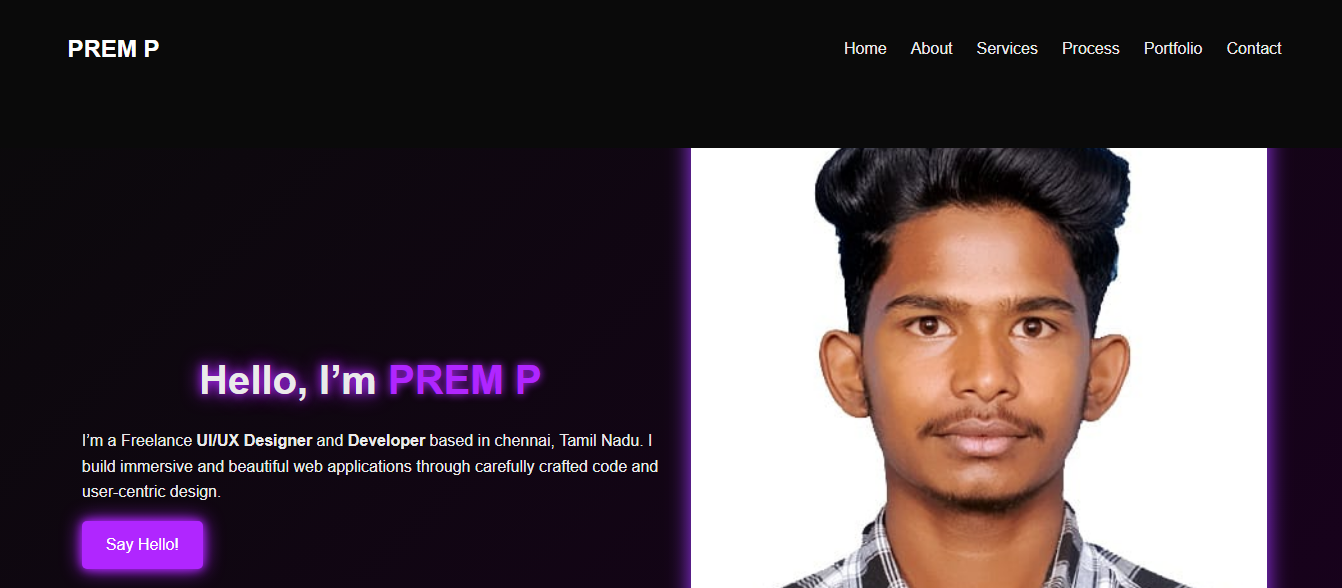 PREM P
Home About Services Process Portfolio Contact
Hello, I’m PREM P
I’m a Freelance UI/UX Designer and Developer based in chennai, Tamil Nadu. I
build immersive and beautiful web applications through carefully crafted code and
user-centric design.
Say Hello!